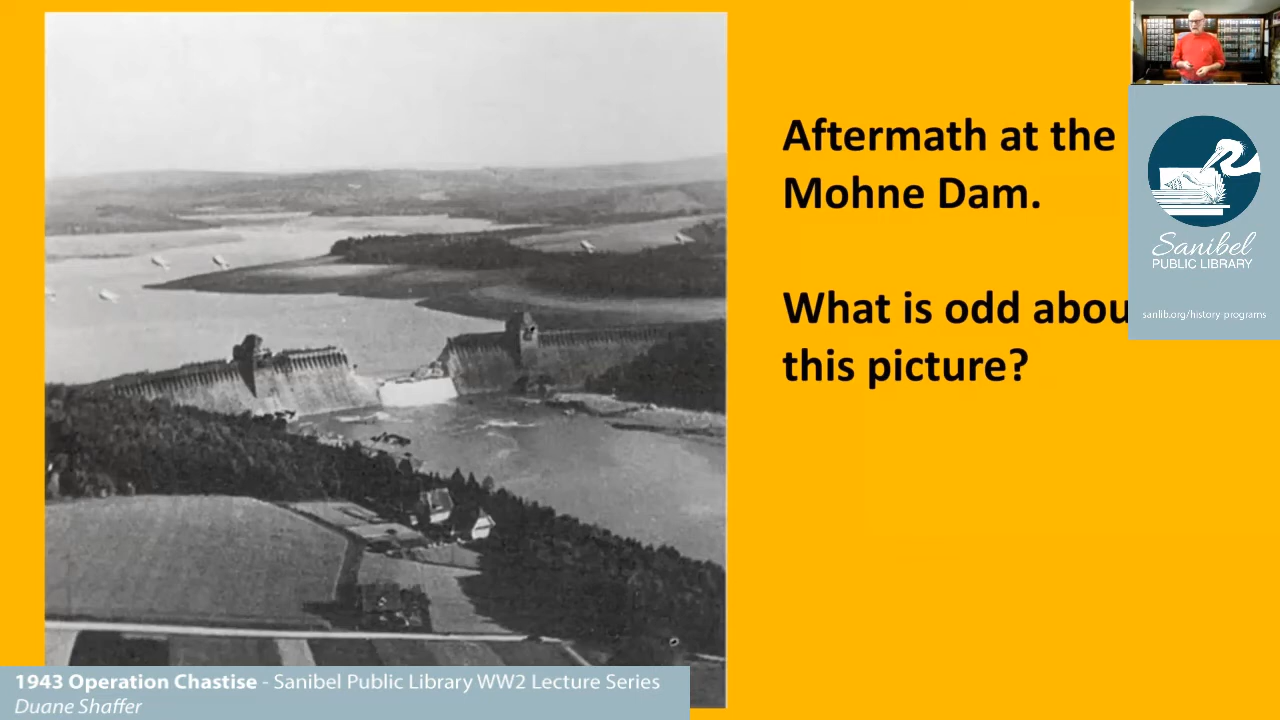 Aftermath at the
Mohne Dam.
What is odd abou
this picture?
Sanibel
PUBLIC LIBRARY
sanlib.org/history programs
1943 Operation Chastise - Sanibel Public Library WW2 Lecture Series
Duane Shaffer